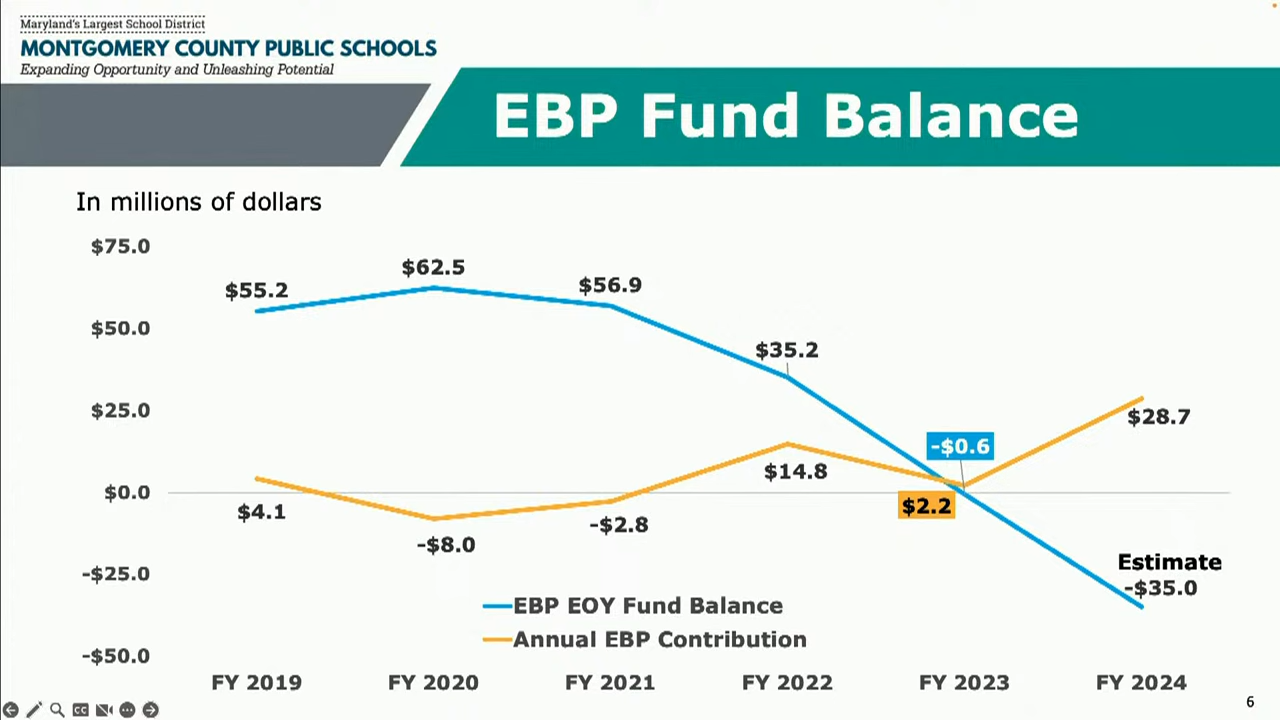 Maryland's Largest School District
MONTGOMERY COUNTY PUBLIC SCHOOLS
Expanding Opportunity and Unleashing Potential
EBP Fund Balance
In millions of dollars
$75.0
$50.0
$25.0
$0.0
-$25.0
-$50.0
$55.2
$62.5
$56.9
$35.2
-$0.6
Estimate
-$35.0
$4.1
-$8.0
-$2.8
$14.8
$2.2
$28.7
EBP EOY Fund Balance
Annual EBP Contribution
FY 2019
FY 2020
FY 2021
FY 2022
FY 2023
FY 2024
CC
6